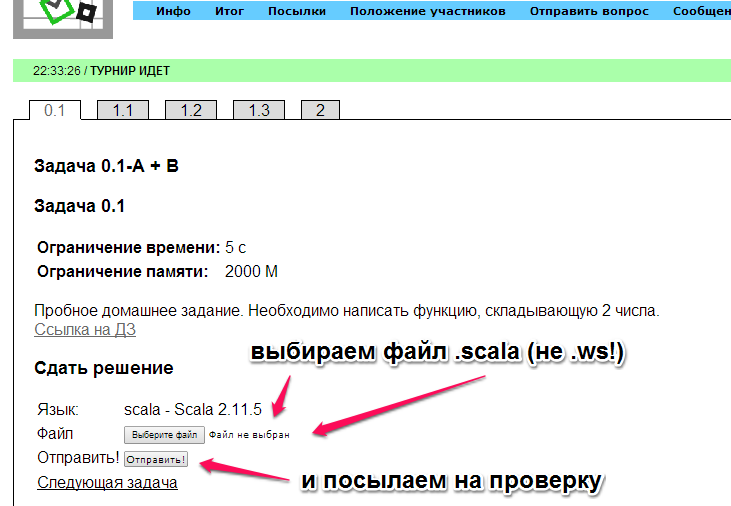 Инфо Итог Посылки Положение участников Отправить вопрос Сообщен
22:33:26 / ТУРНИР ИДЕТ
0.1 1.1 1.2 1.3 2
Задача 0.1-A + B
Задача 0.1
Ограничение времени: 5 с
Ограничение памяти: 2000 М
Пробное домашнее задание. Необходимо написать функцию, складывающую 2 числа.
Ссылка на ДЗ
выбираем файл .scala (не .ws!)
Сдать решение
Язык: scala - Scala 2.11.5
Файл Выберите файл Файл не выбран
Отправить! Отправить!
и посылаем на проверку
Следующая задача